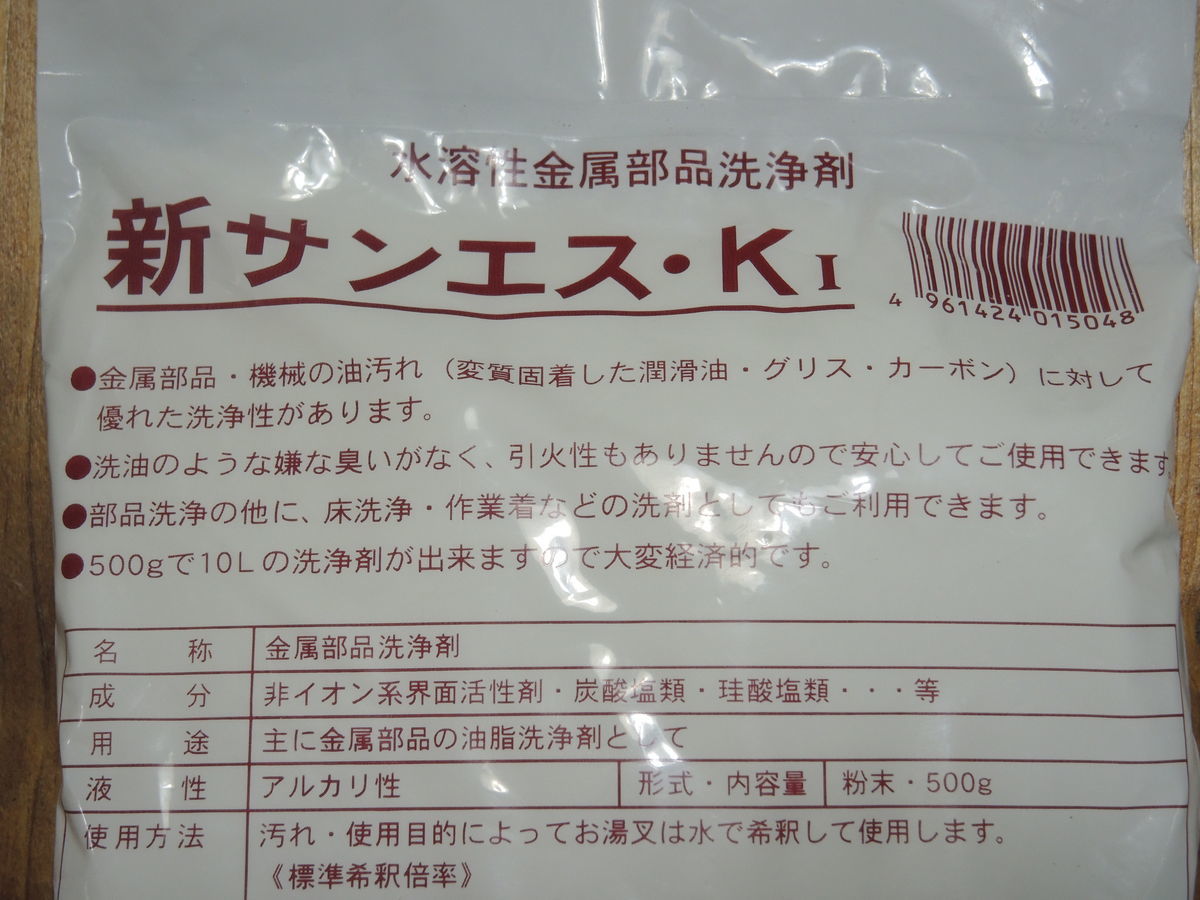 水溶性金属部品洗浄剤
新サンエス・KI
4 961424 015048
●金属部品・機械の油汚れ（変質固着した潤滑油・グリス・カーボン）に対して
優れた洗浄性があります。
●洗油のような嫌な臭いがなく、引火性もありませんので安心してご使用できます
●部品洗浄の他に、床洗浄・作業着などの洗剤としてもご利用できます。
●500gで10Lの洗浄剤が出来ますので大変経済的です。
名称 金属部品洗浄剤
成分 非イオン系界面活性剤・炭酸塩類・珪酸塩類・・・等
用途 主に金属部品の油脂洗浄剤として
液性 アルカリ性 形式・内容量 粉末・500g
使用方法 汚れ・使用目的によってお湯又は水で希釈して使用します。
《標準希釈倍率》